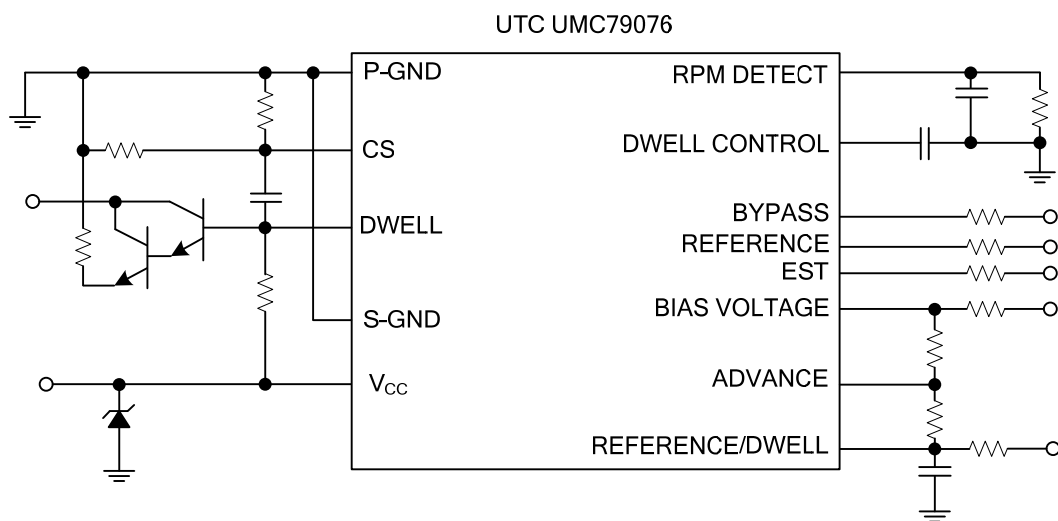 UTC UMC79076
P-GND
CS
DWELL
S-GND
VCC
RPM DETECT
DWELL CONTROL
BYPASS
REFERENCE
EST
BIAS VOLTAGE
ADVANCE
REFERENCE/DWELL